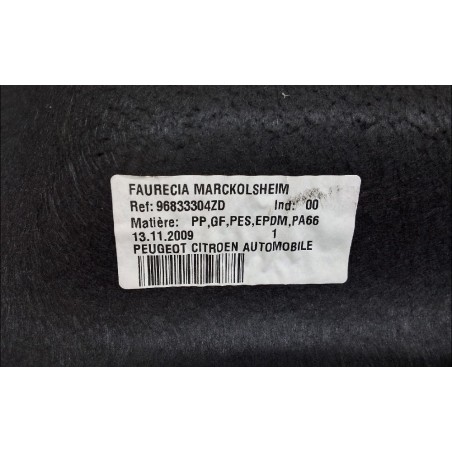 FAURECIA MARCKOLSHEIM
Ref: 96833304ZD Ind: 00
Matière: PP,GF,PES,EPDM,PA66
13.11.2009 1
PEUGEOT CITROEN AUTOMOBILE